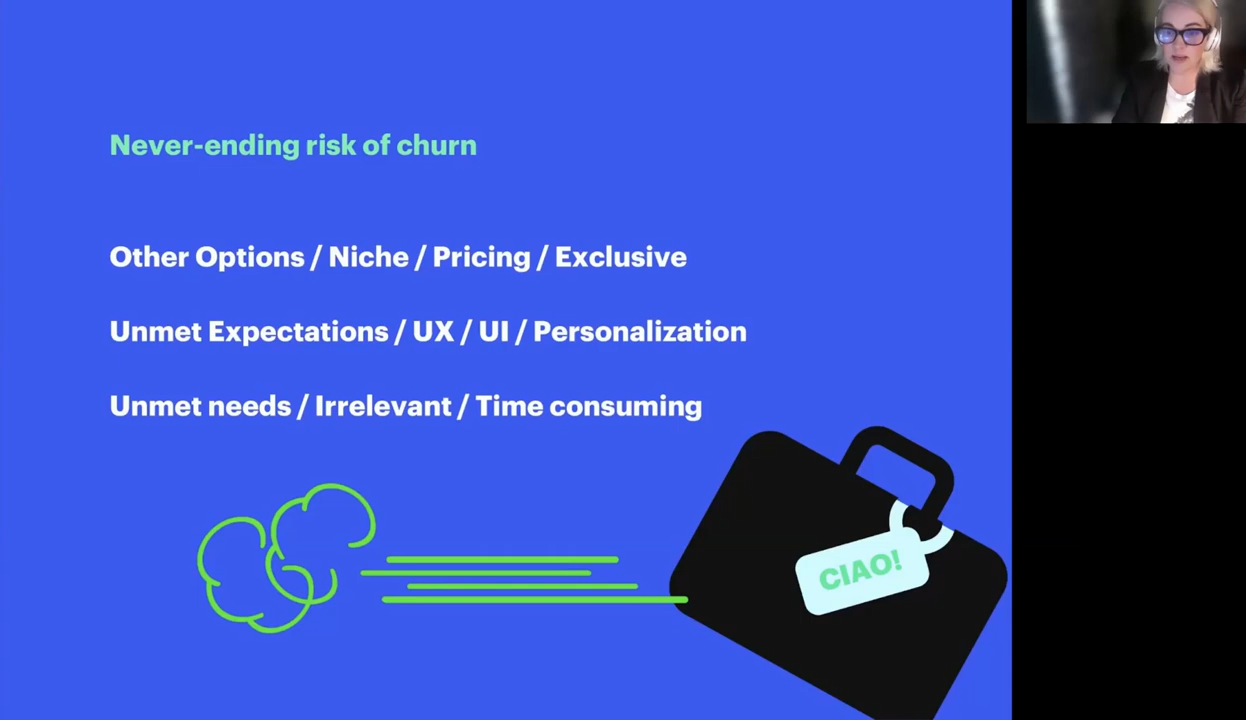 Never-ending risk of churn
Other Options / Niche / Pricing / Exclusive
Unmet Expectations / UX / UI / Personalization
Unmet needs / Irrelevant / Time consuming
CIAO!